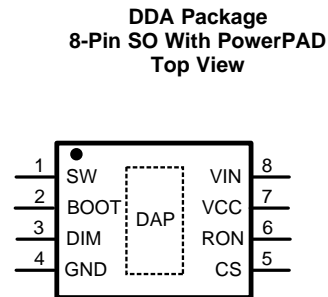 DDA Package
8-Pin SO With PowerPAD
Top View
1 SW VIN 8
2 BOOT VCC 7
DAP
3 DIM RON 6
4 GND CS 5